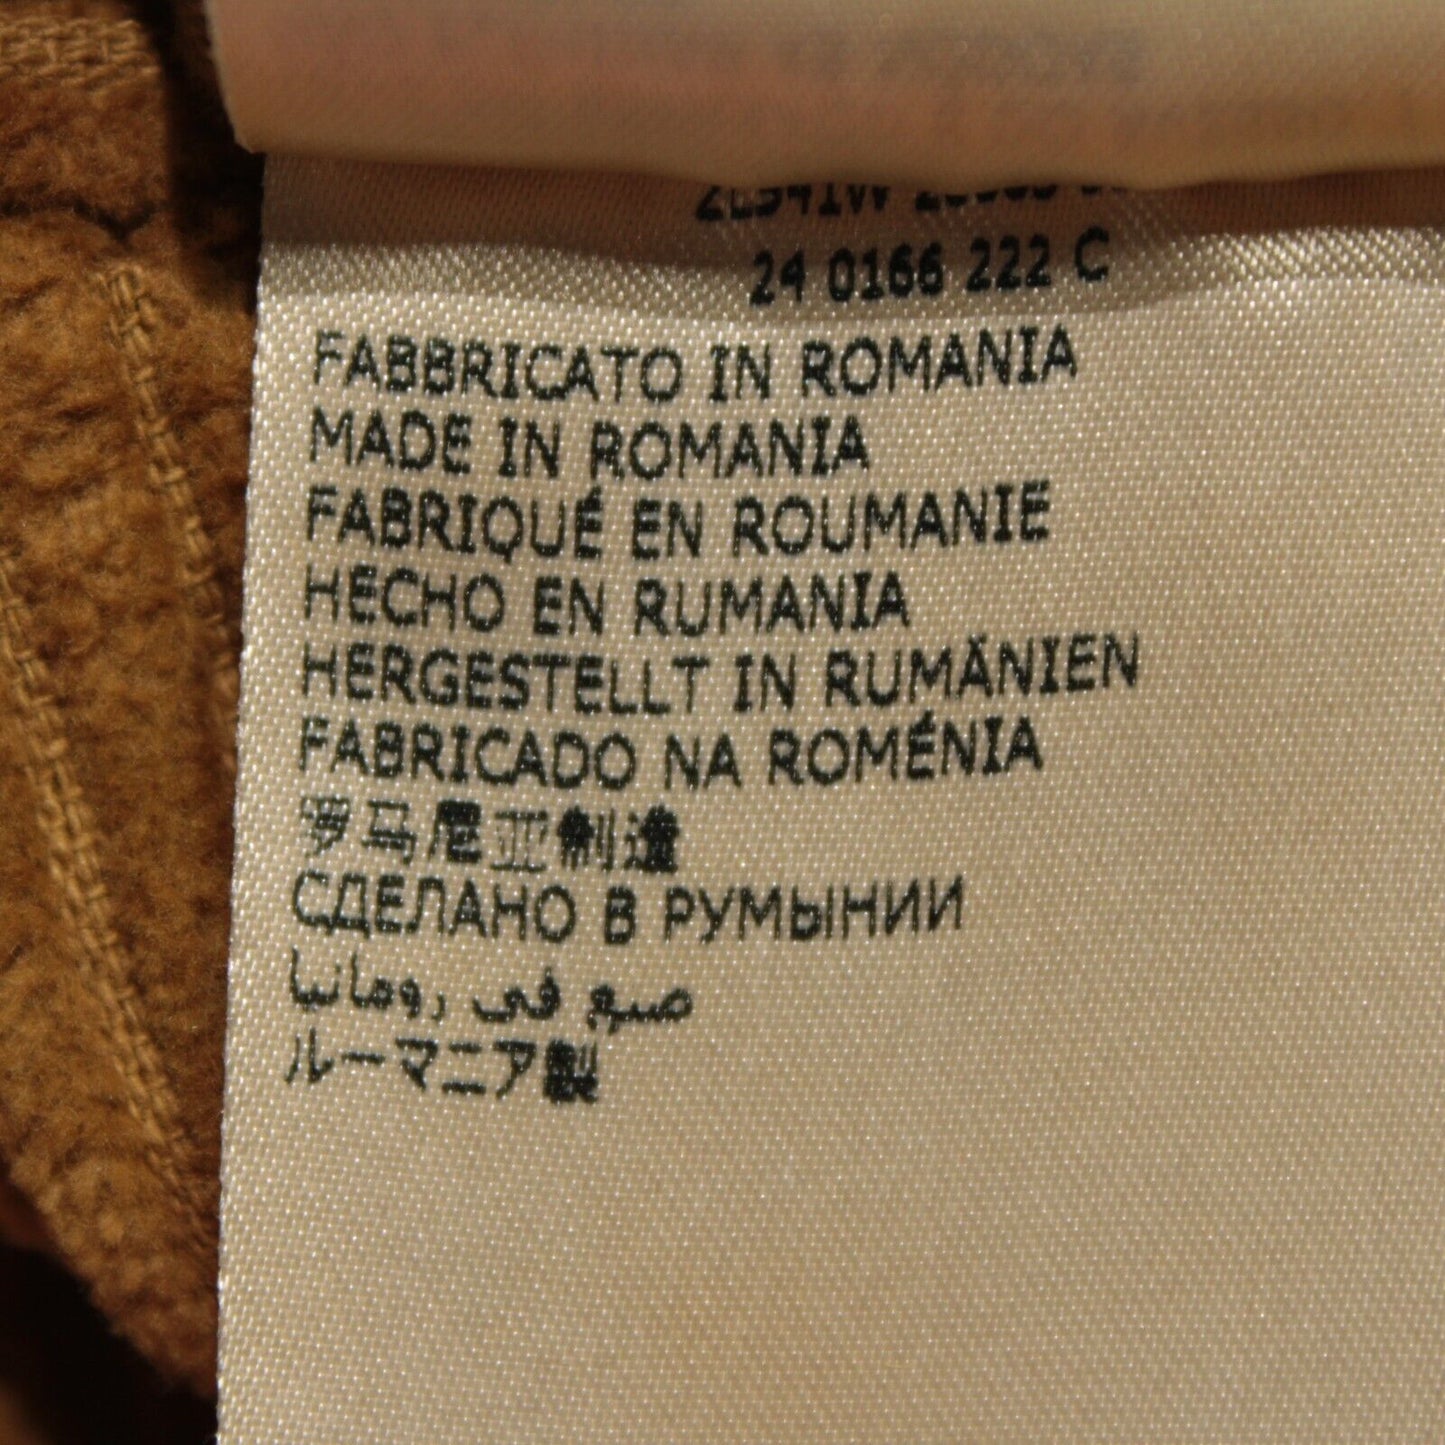 24 0166 222 C
FABBRICATO IN ROMANIA
MADE IN ROMANIA
FABRIQUÉ EN ROUMANIE
HECHO EN RUMANIA
HERGESTELLT IN RUMÄNIEN
FABRICADO NA ROMÉNIA
罗马尼亚制造
СДЕЛАНО В РУМЫНИИ
صنع في رومانيا
ルーマニア製